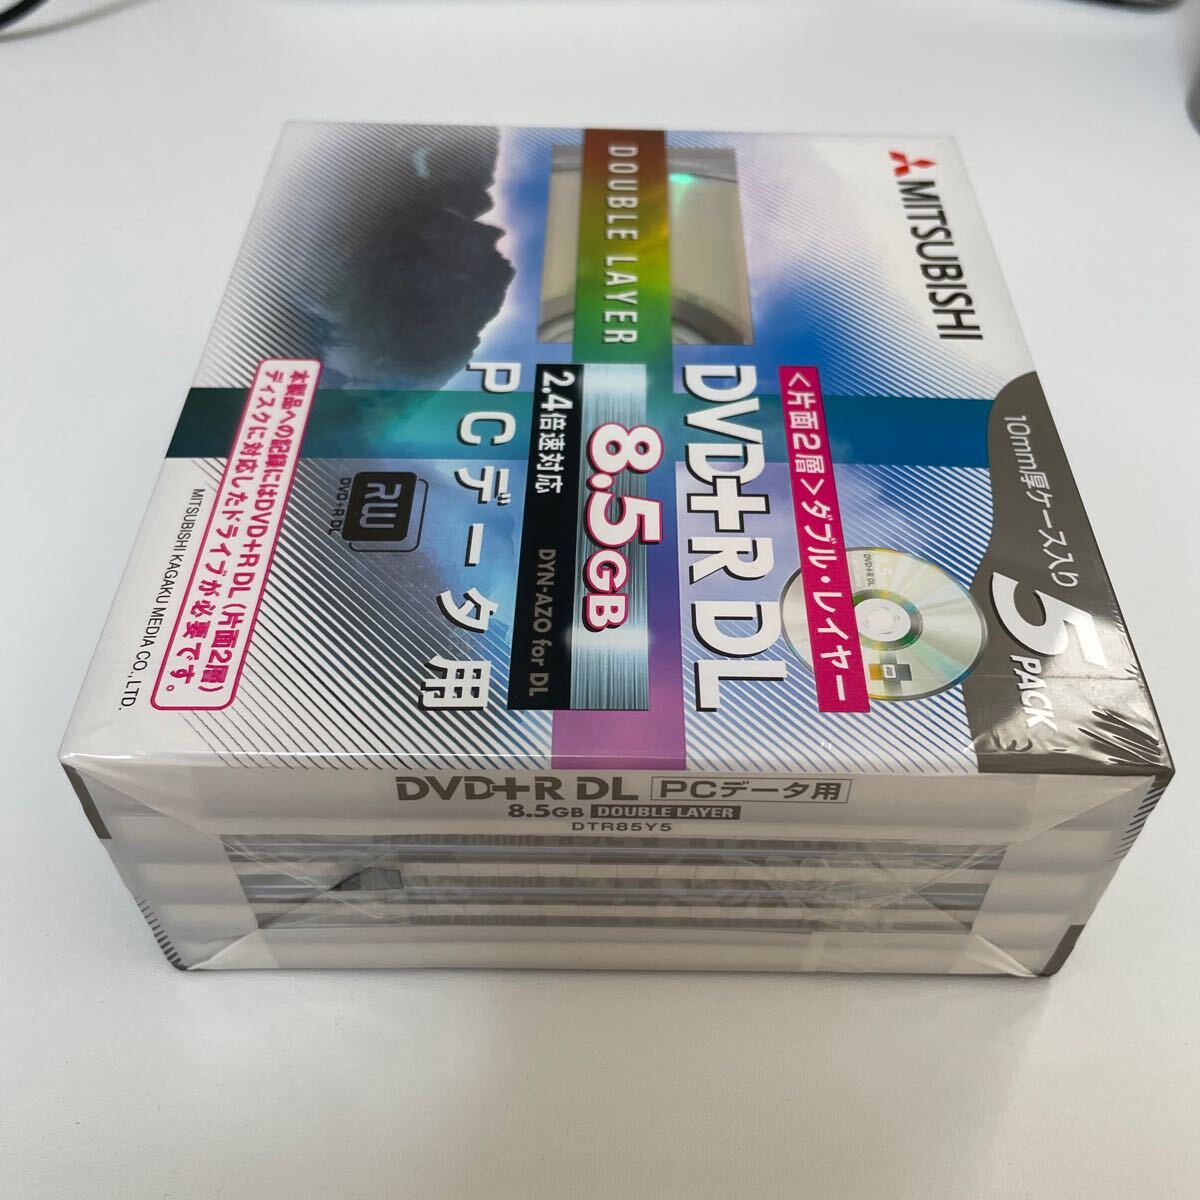 MITSUBISHI
10mm厚ケース入り
5
PACK
DOUBLE LAYER
<片面2層>ダブル・レイヤー
DVD+R DL
DVD+R DL
8.5GB
2.4倍速対応
DYN-AZO for DL
PCデータ用
RW
DVD+R DL
本製品への記録にはDVD+R DL(片面2層)
ディスクに対応したドライブが必要です。
MITSUBISHI KAGAKU MEDIA CO., LTD.
DVD+R DL PCデータ用
8.5GB DOUBLE LAYER
DTR85Y5